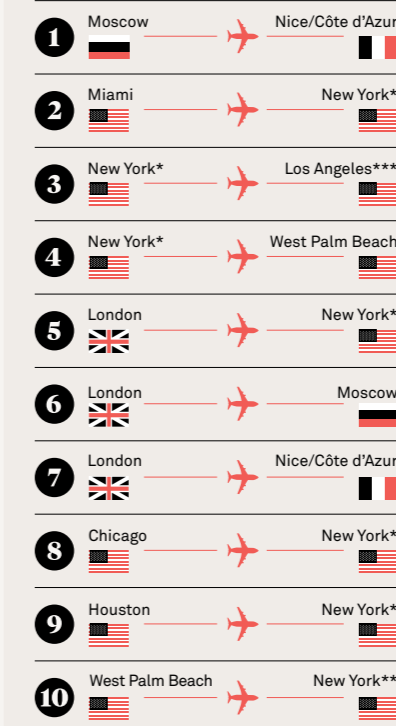 1 Moscow Nice/Côte d'Azur
2 Miami New York*
3 New York* Los Angeles***
4 New York* West Palm Beach
5 London New York*
6 London Moscow
7 London Nice/Côte d'Azur
8 Chicago New York*
9 Houston New York*
10 West Palm Beach New York**